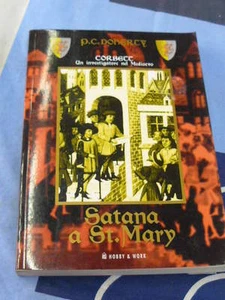 P.C. DOHERTY
CORBETT
Un investigatore nel Medioevo
Satana
a St. Mary
HOBBY & WORK